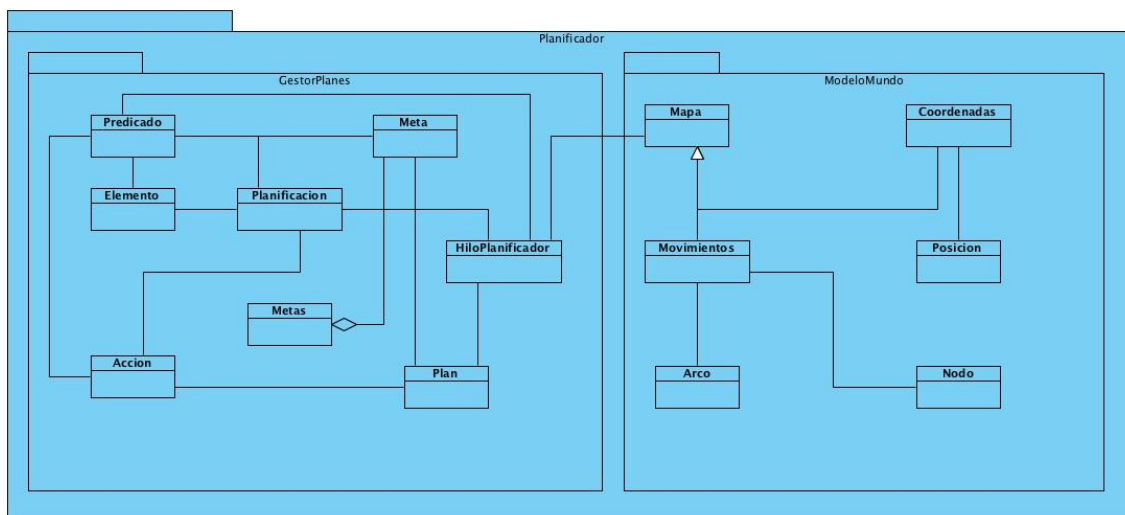 Planificador
GestorPlanes
ModeloMundo
Predicado
Meta
Mapa
Coordenadas
Elemento
Planificacion
HiloPlanificador
Movimientos
Posicion
Metas
Accion
Plan
Arco
Nodo